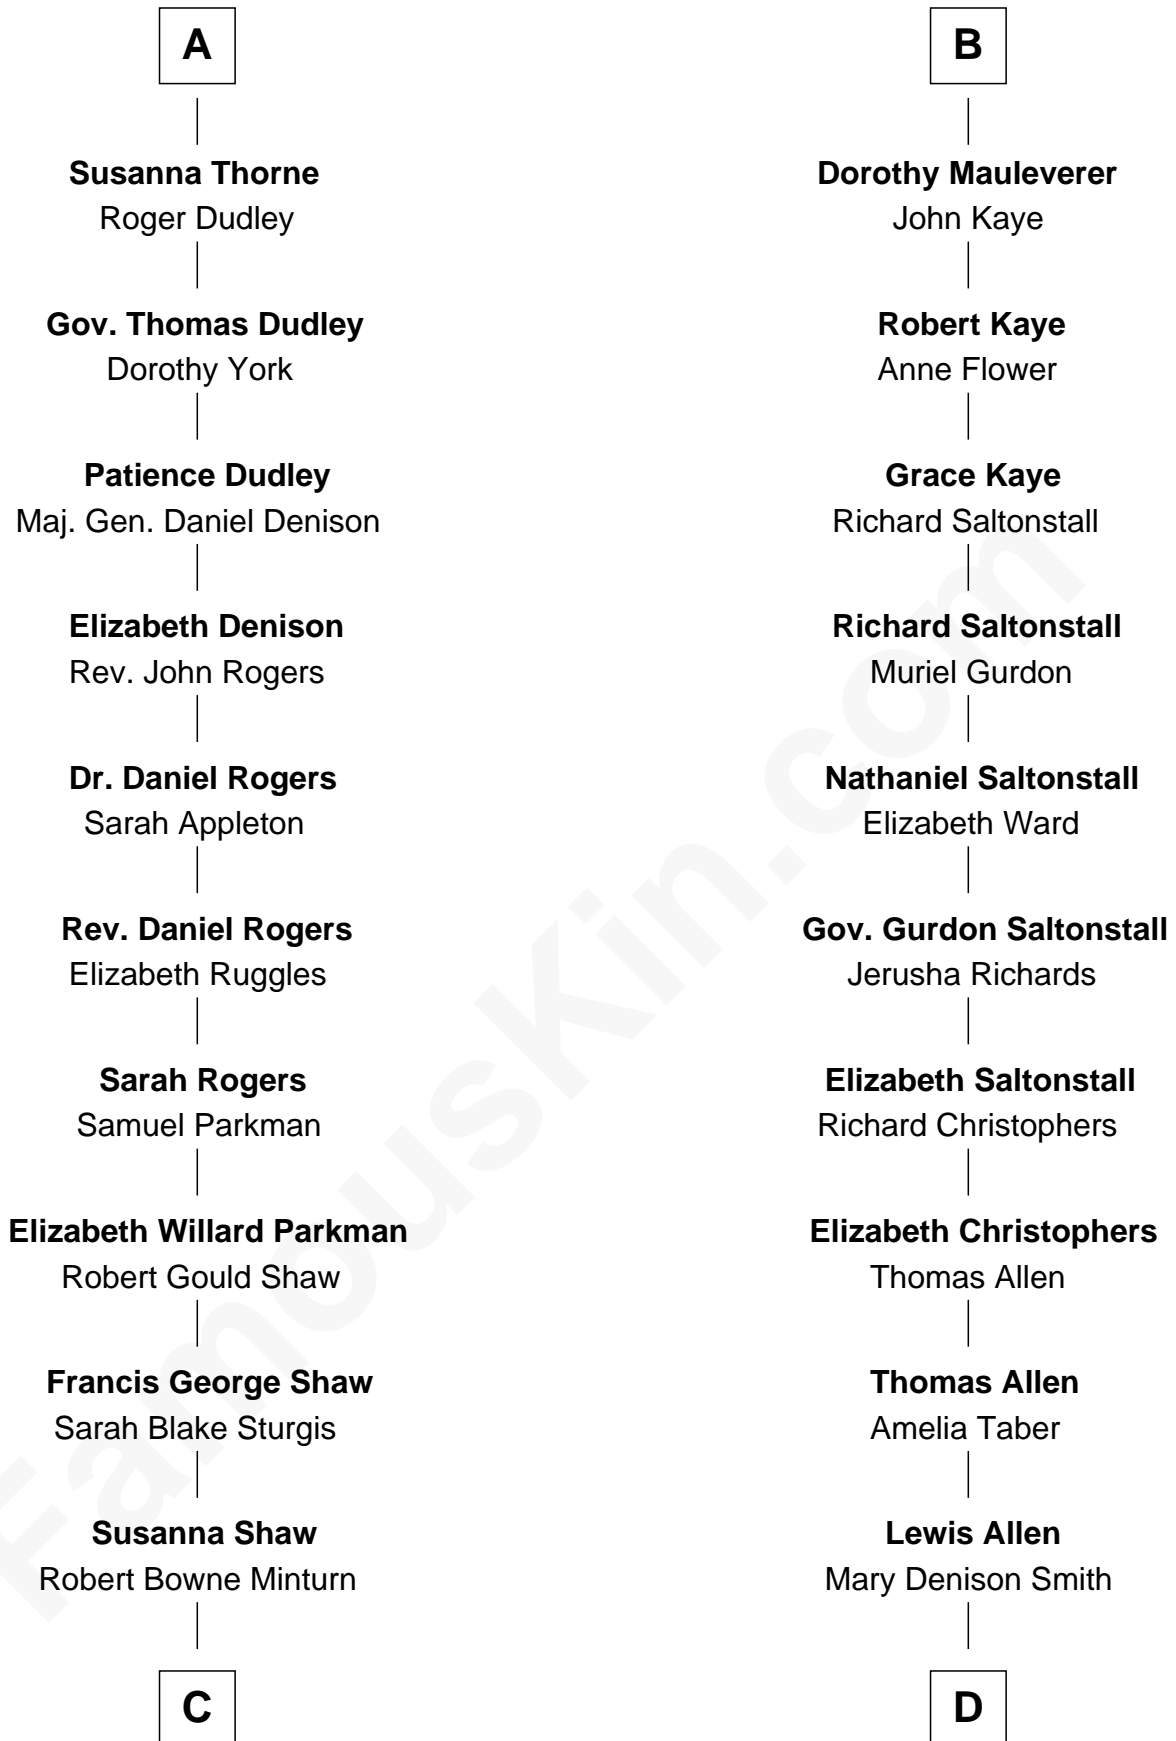 A
Susanna Thorne
Roger Dudley
Gov. Thomas Dudley
Dorothy York
Patience Dudley
Maj. Gen. Daniel Denison
Elizabeth Denison
Rev. John Rogers
Dr. Daniel Rogers
Sarah Appleton
Rev. Daniel Rogers
Elizabeth Ruggles
Sarah Rogers
Samuel Parkman
Elizabeth Willard Parkman
Robert Gould Shaw
Francis George Shaw
Sarah Blake Sturgis
Susanna Shaw
Robert Bowne Minturn
C
B
Dorothy Mauleverer
John Kaye
Robert Kaye
Anne Flower
Grace Kaye
Richard Saltonstall
Richard Saltonstall
Muriel Gurdon
Nathaniel Saltonstall
Elizabeth Ward
Gov. Gurdon Saltonstall
Jerusha Richards
Elizabeth Saltonstall
Richard Christophers
Elizabeth Christophers
Thomas Allen
Thomas Allen
Amelia Taber
Lewis Allen
Mary Denison Smith
D
FamousKin.com